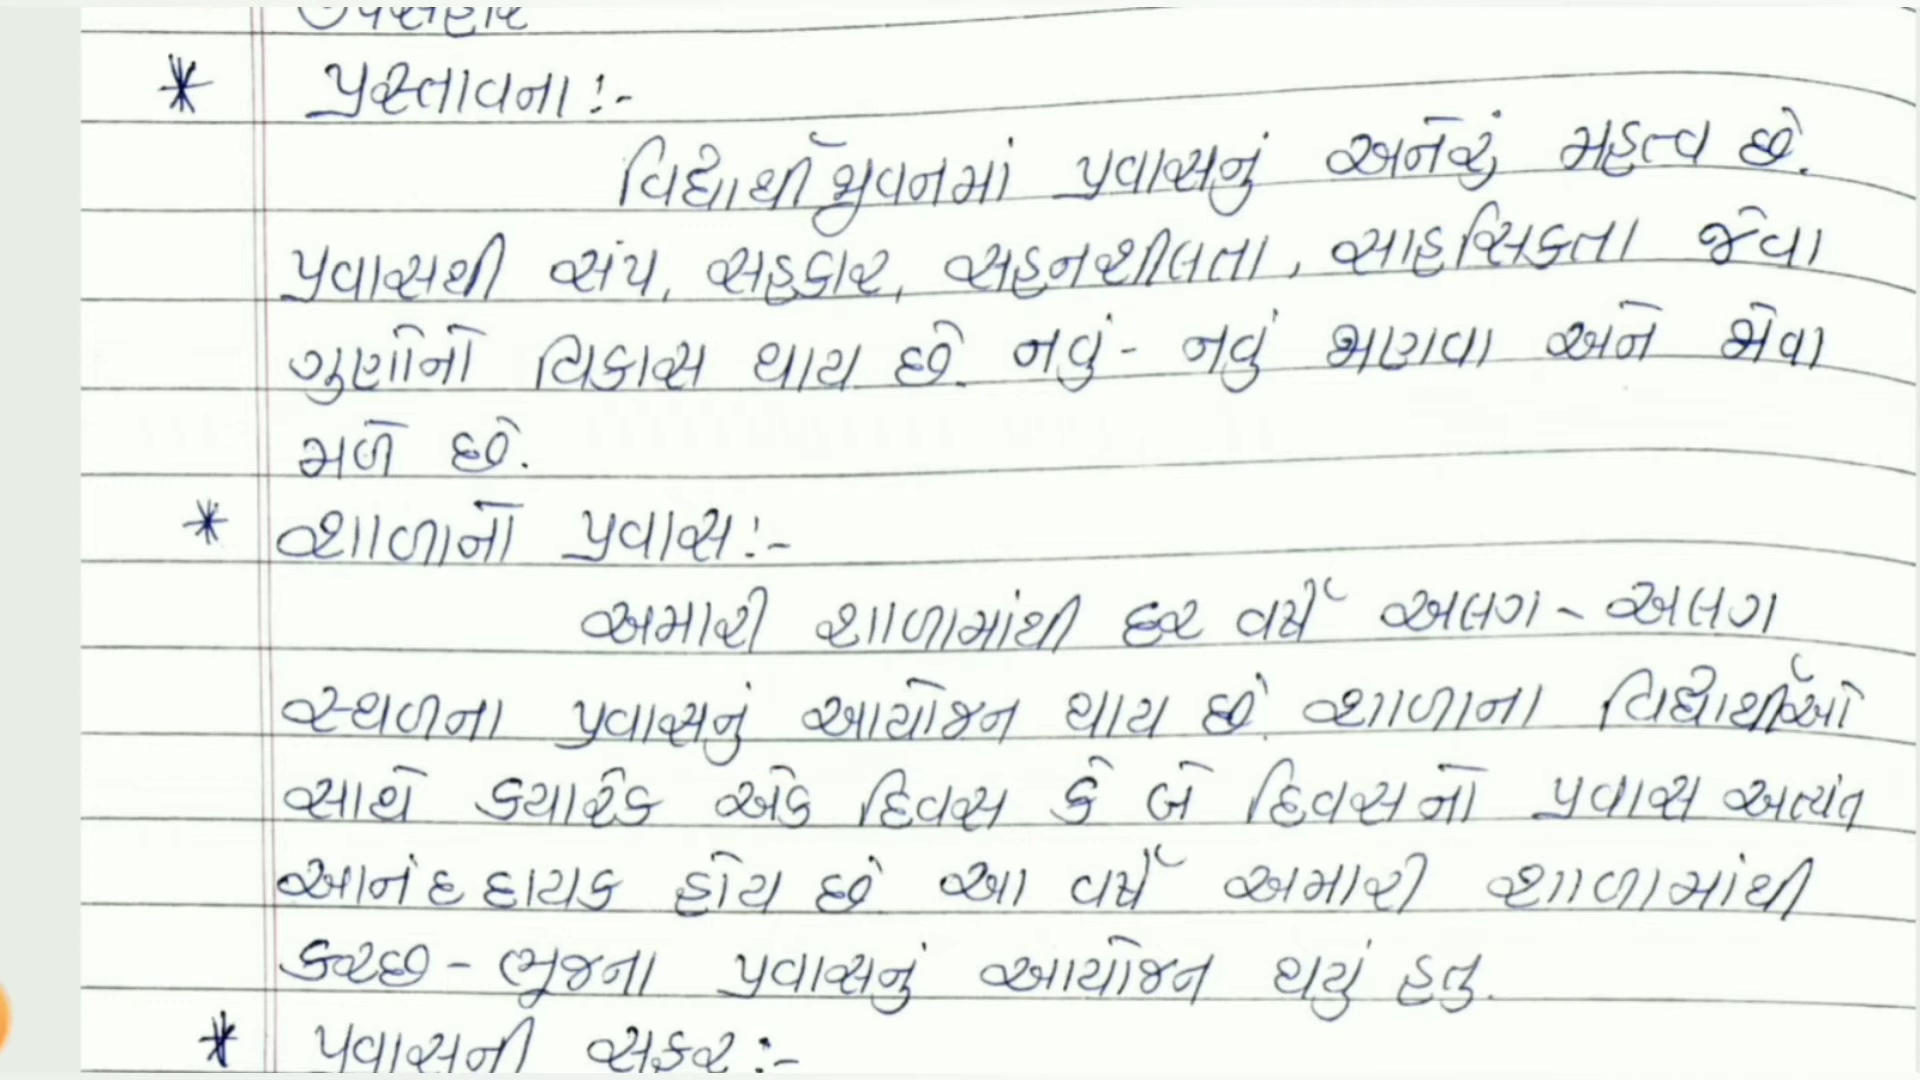 ઉપસંહાર
* પ્રસ્તાવના :-
વિદ્યાર્થીજીવનમાં પ્રવાસનું અનેરું મહત્વ છે.
પ્રવાસથી સંપ, સહકાર, સહનશીલતા, સાહસિકતા જેવા
ગુણોનો વિકાસ થાય છે. નવું - નવું જાણવા અને જોવા
મળે છે.
* શાળાનો પ્રવાસ :-
અમારી શાળામાંથી દર વર્ષે અલગ - અલગ
સ્થળના પ્રવાસનું આયોજન થાય છે. શાળાના વિદ્યાર્થીઓ
સાથે કયારેક એક દિવસ કે બે દિવસનો પ્રવાસ અત્યંત
આનંદદાયક હોય છે આ વર્ષે અમારી શાળામાંથી
કચ્છ - ભુજના પ્રવાસનું આયોજન થયું હતુ.
* પ્રવાસની સફર :-